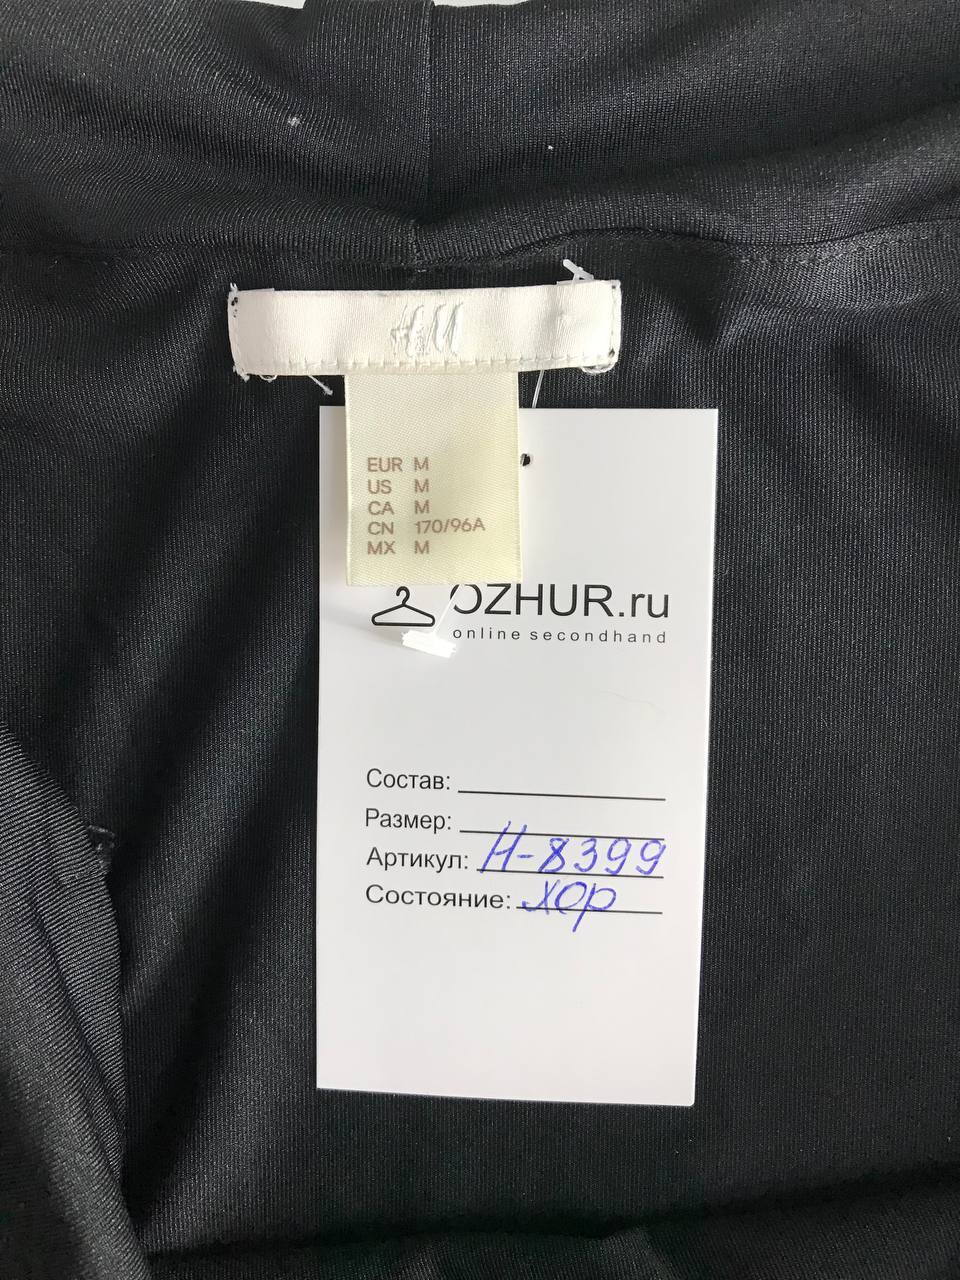 H&M
EUR M
US M
CA M
CN 170/96A
MX M
OZHUR.ru
online secondhand
Состав:
Размер:
Артикул: Н-8399
Состояние: хор